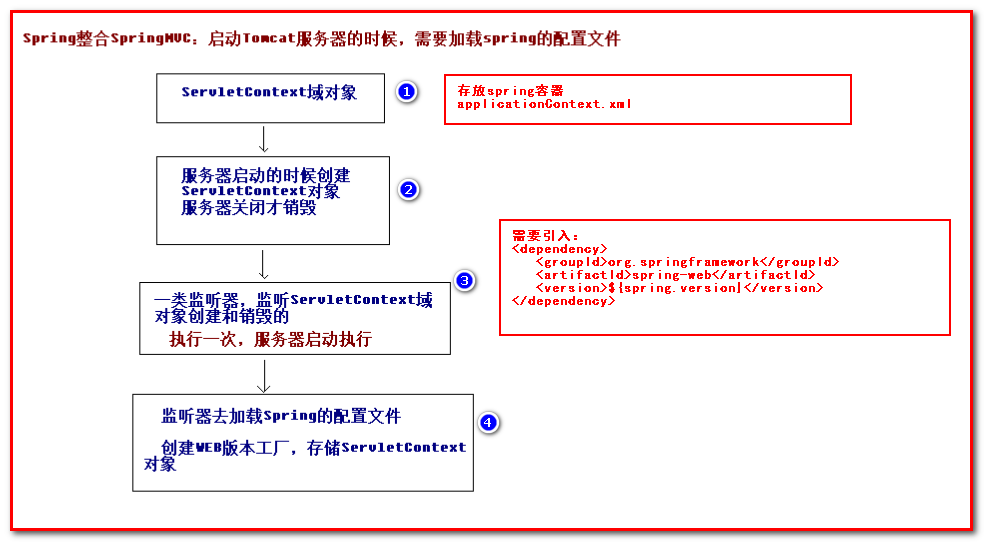 Spring整合SpringMVC：启动Tomcat服务器的时候，需要加载spring的配置文件
ServletContext域对象
1
存放spring容器
applicationContext.xml
服务器启动的时候创建
ServletContext对象
服务器关闭才销毁
2
需要引入：
<dependency>
<groupId>org.springframework</groupId>
<artifactId>spring-web</artifactId>
<version>${spring.version}</version>
</dependency>
3
一类监听器，监听ServletContext域
对象创建和销毁的
执行一次，服务器启动执行
监听器去加载Spring的配置文件
4
创建WEB版本工厂，存储ServletContext
对象